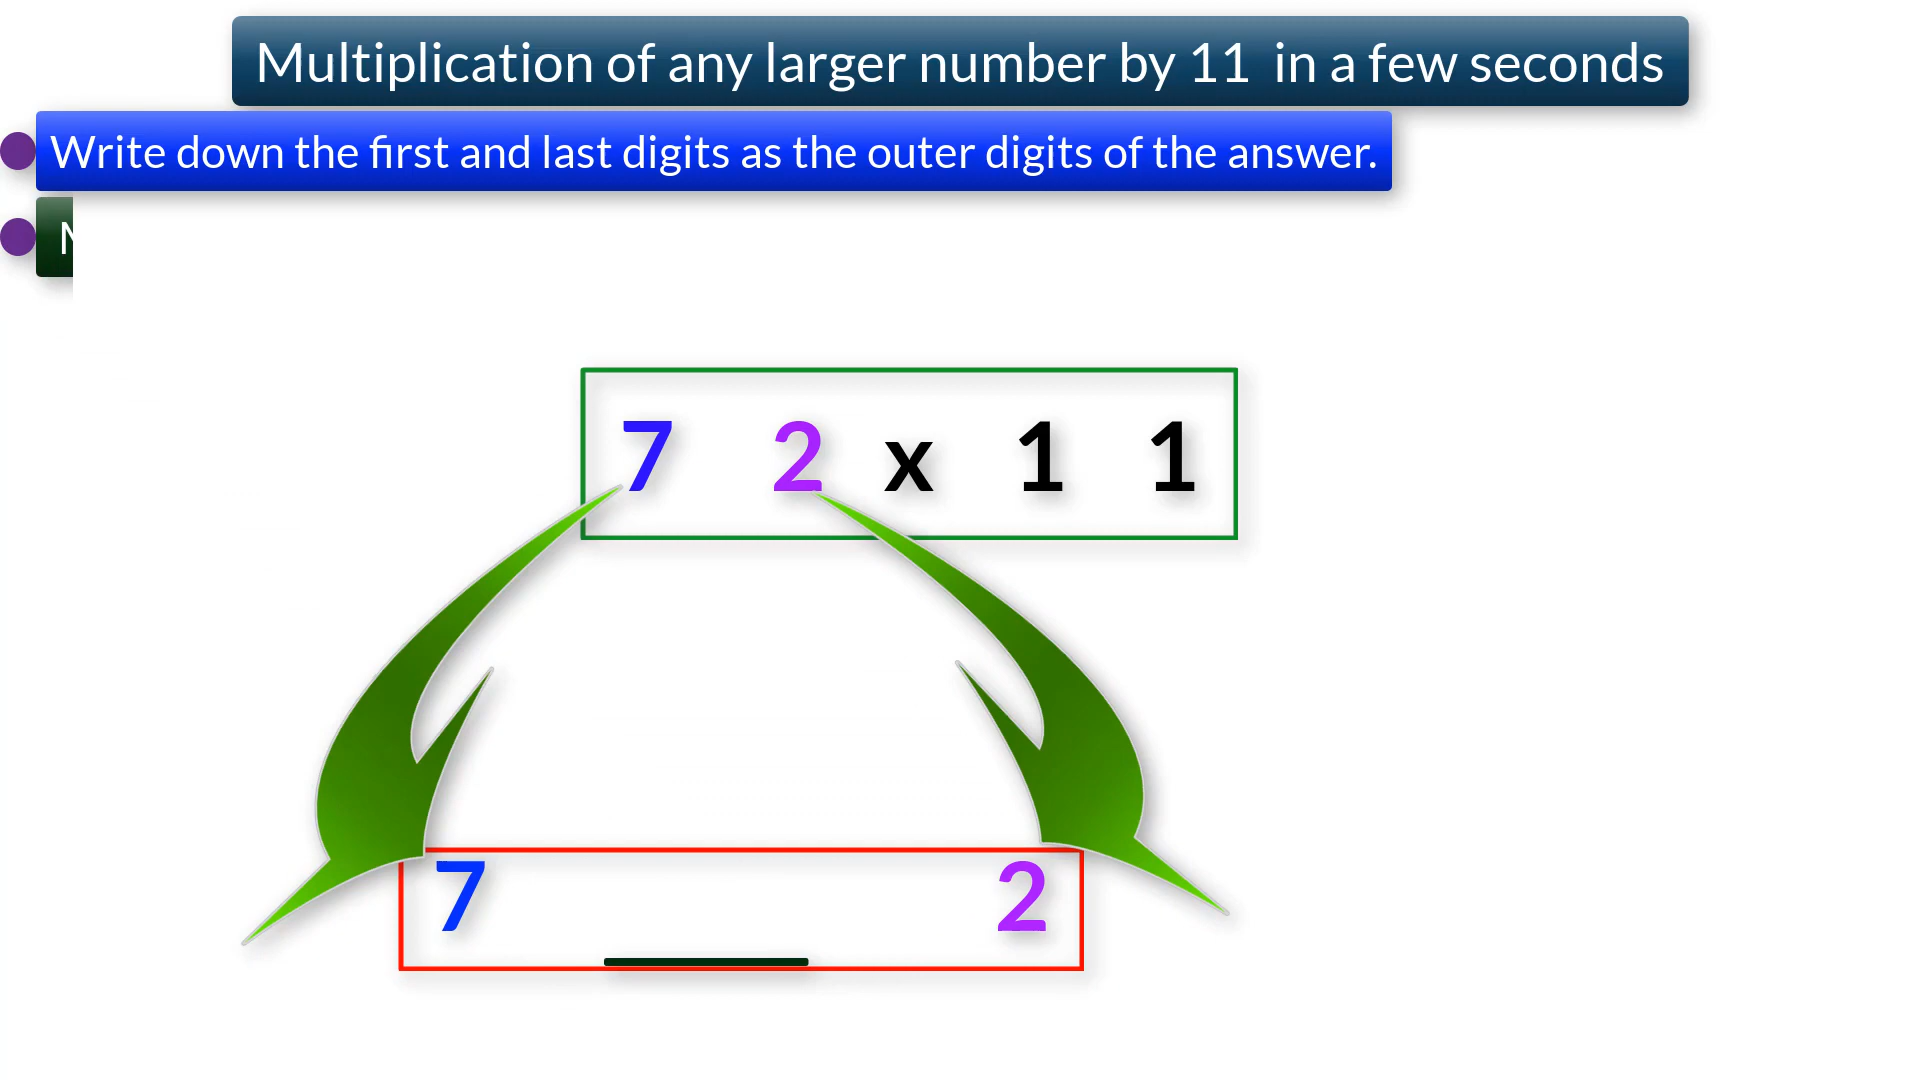 Multiplication of any larger number by 11 in a few seconds
Write down the first and last digits as the outer digits of the answer.
7 2 x 1 1
7 2